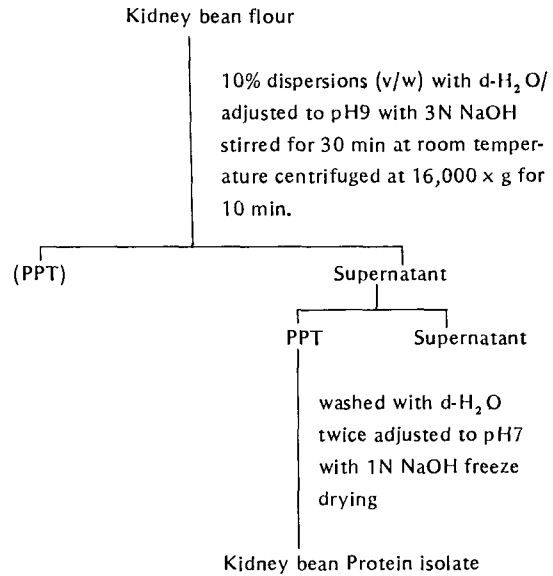 Kidney bean flour
10% dispersions (v/w) with d-H₂O/
adjusted to pH9 with 3N NaOH
stirred for 30 min at room temper-
ature centrifuged at 16,000 x g for
10 min.
(PPT)
Supernatant
PPT
Supernatant
washed with d-H₂O
twice adjusted to pH7
with 1N NaOH freeze
drying
Kidney bean Protein isolate